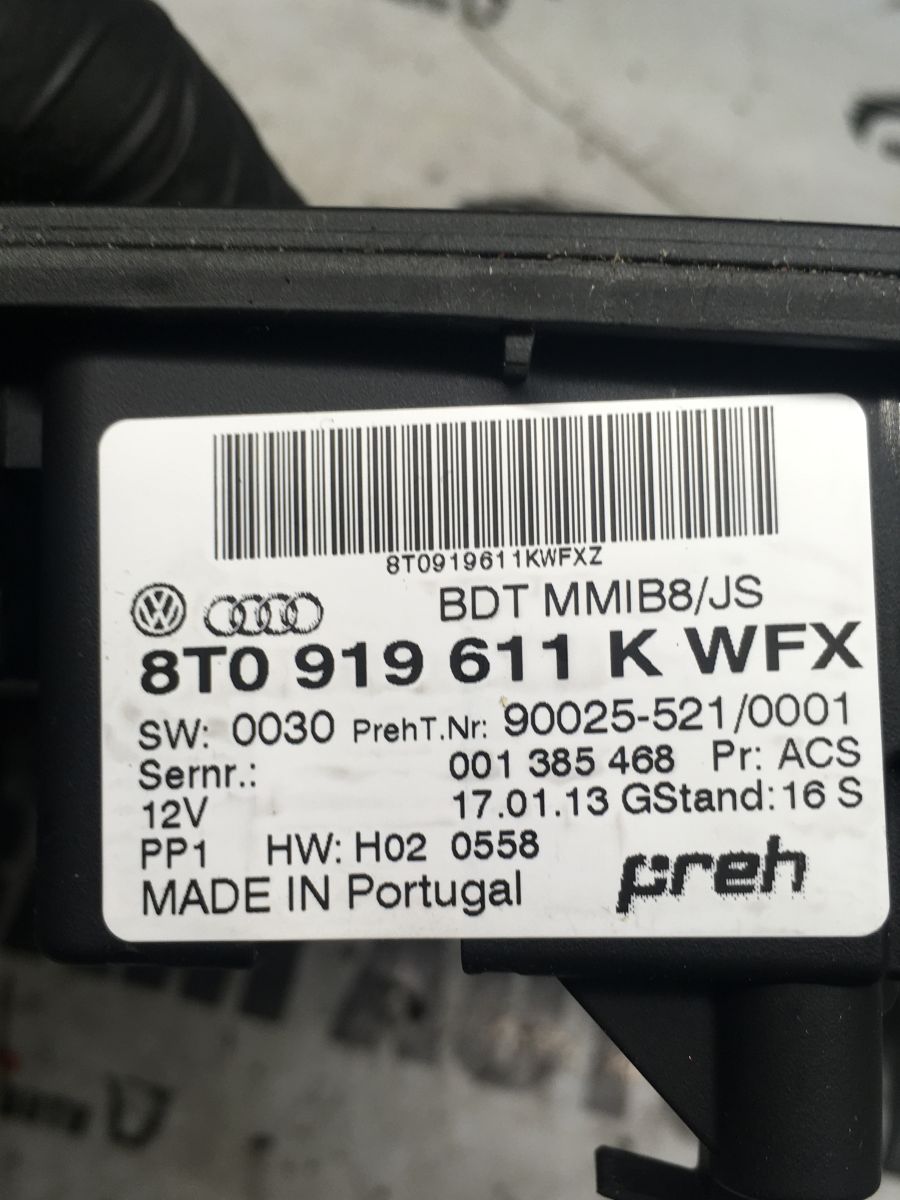 8T0919611KWFXZ
BDT MMIB8/JS
8T0 919 611 K WFX
SW: 0030 PrehT.Nr: 90025-521/0001
Sernr.: 001 385 468 Pr: ACS
12V 17.01.13 GStand: 16 S
PP1 HW: H02 0558
preh
MADE IN Portugal